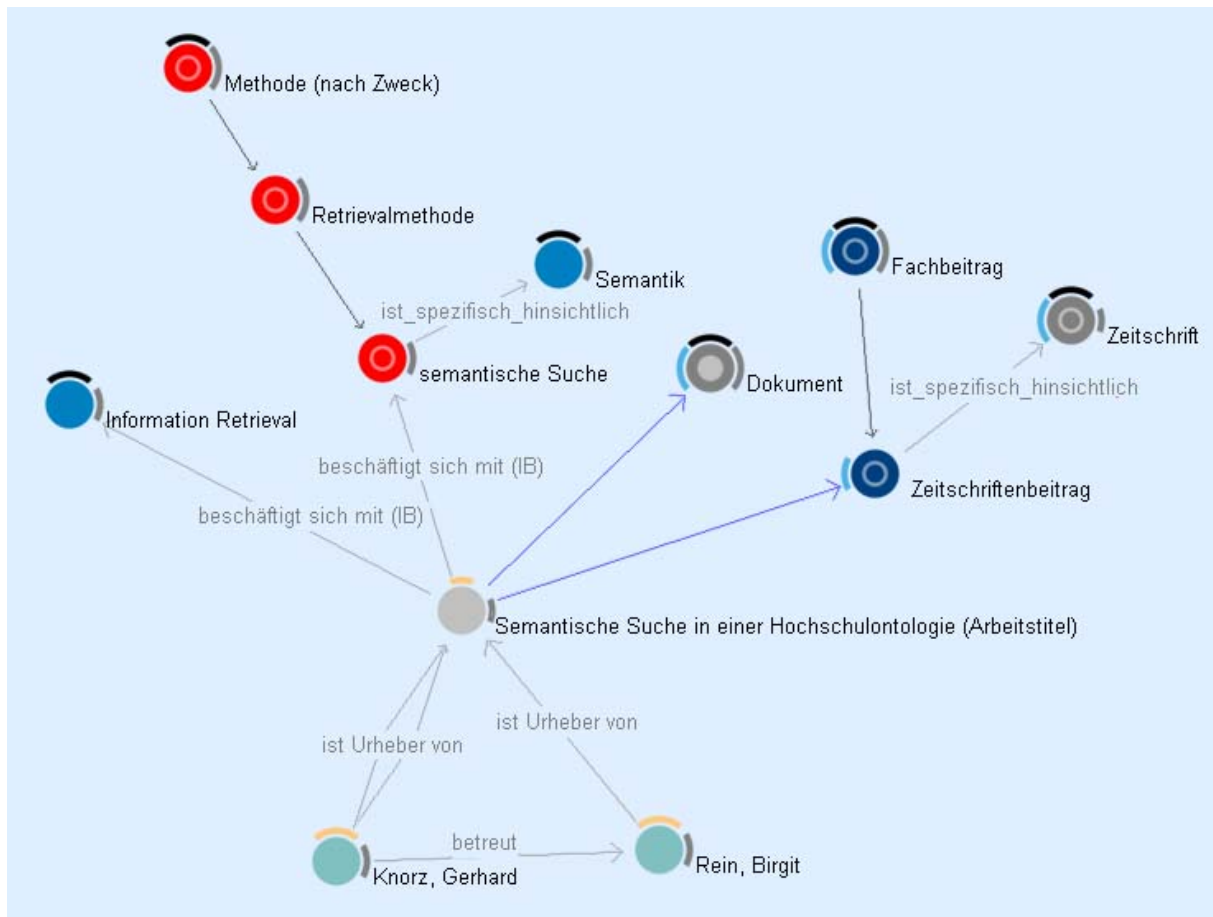 Methode (nach Zweck)
Retrievalmethode
Semantik
Fachbeitrag
ist_spezifisch_hinsichtlich
Zeitschrift
semantische Suche
Dokument
ist_spezifisch_hinsichtlich
Information Retrieval
beschäftigt sich mit (IB)
Zeitschriftenbeitrag
beschäftigt sich mit (IB)
Semantische Suche in einer Hochschulontologie (Arbeitstitel)
ist Urheber von
ist Urheber von
betreut
Knorz, Gerhard
Rein, Birgit